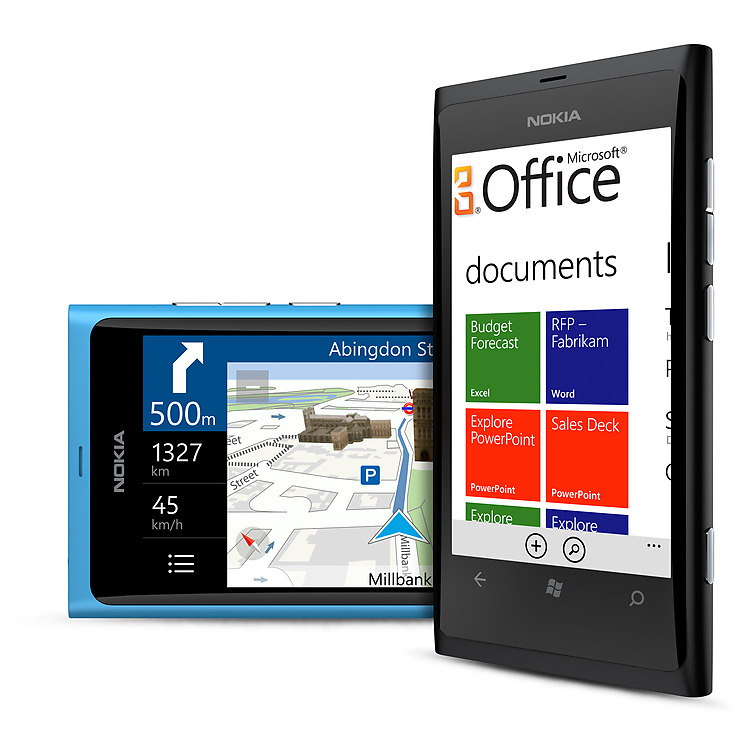 NOKIA
Microsoft®
Office
®
documents
Budget
Forecast
Excel
RFP –
Fabrikam
Word
Explore
PowerPoint
PowerPoint
Sales Deck
PowerPoint
Explore
Explore
...
Abingdon St
500m
1327
km
45
km/h
NOKIA
Street
P
Millbank